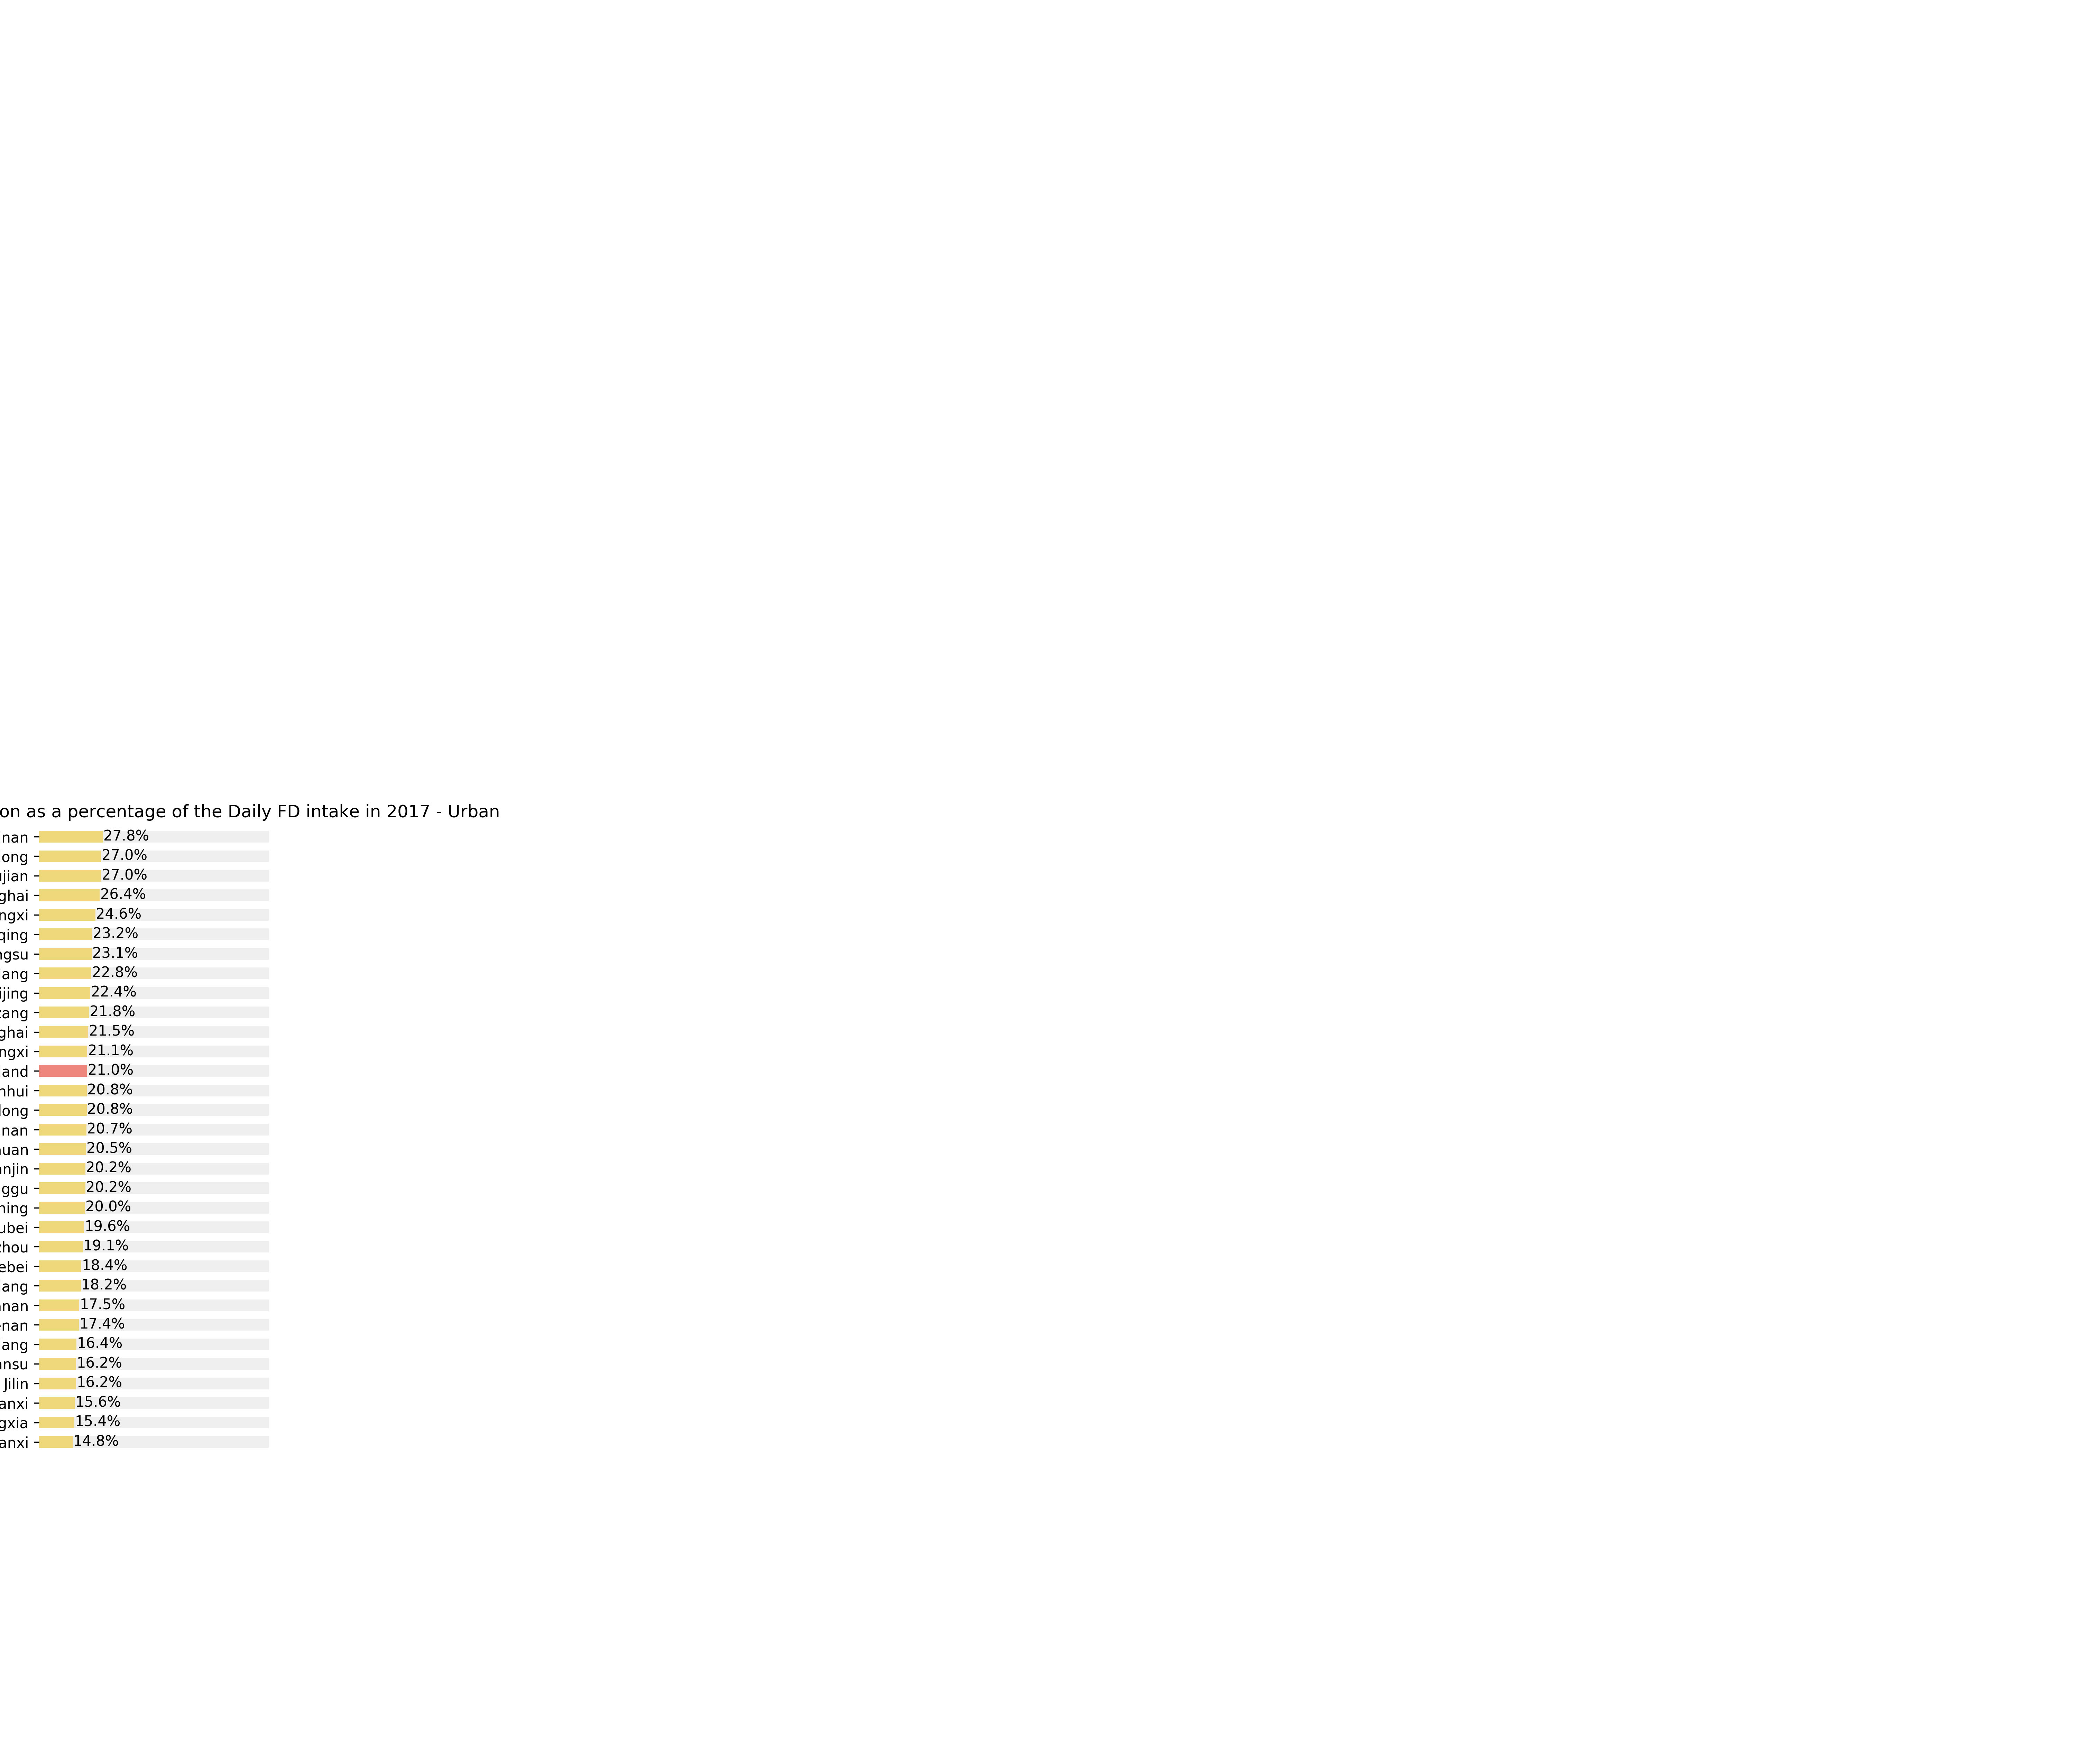 on as a percentage of the Daily FD intake in 2017 - Urban
inan 27.8%
long 27.0%
ujian 27.0%
ghai 26.4%
ngxi 24.6%
qing 23.2%
ngsu 23.1%
iang 22.8%
ijing 22.4%
zang 21.8%
ghai 21.5%
ngxi 21.1%
land 21.0%
nhui 20.8%
long 20.8%
nan 20.7%
uan 20.5%
anjin 20.2%
ggu 20.2%
ning 20.0%
ubei 19.6%
zhou 19.1%
ebei 18.4%
iang 18.2%
nan 17.5%
enan 17.4%
iang 16.4%
nsu 16.2%
Jilin 16.2%
anxi 15.6%
gxia 15.4%
anxi 14.8%